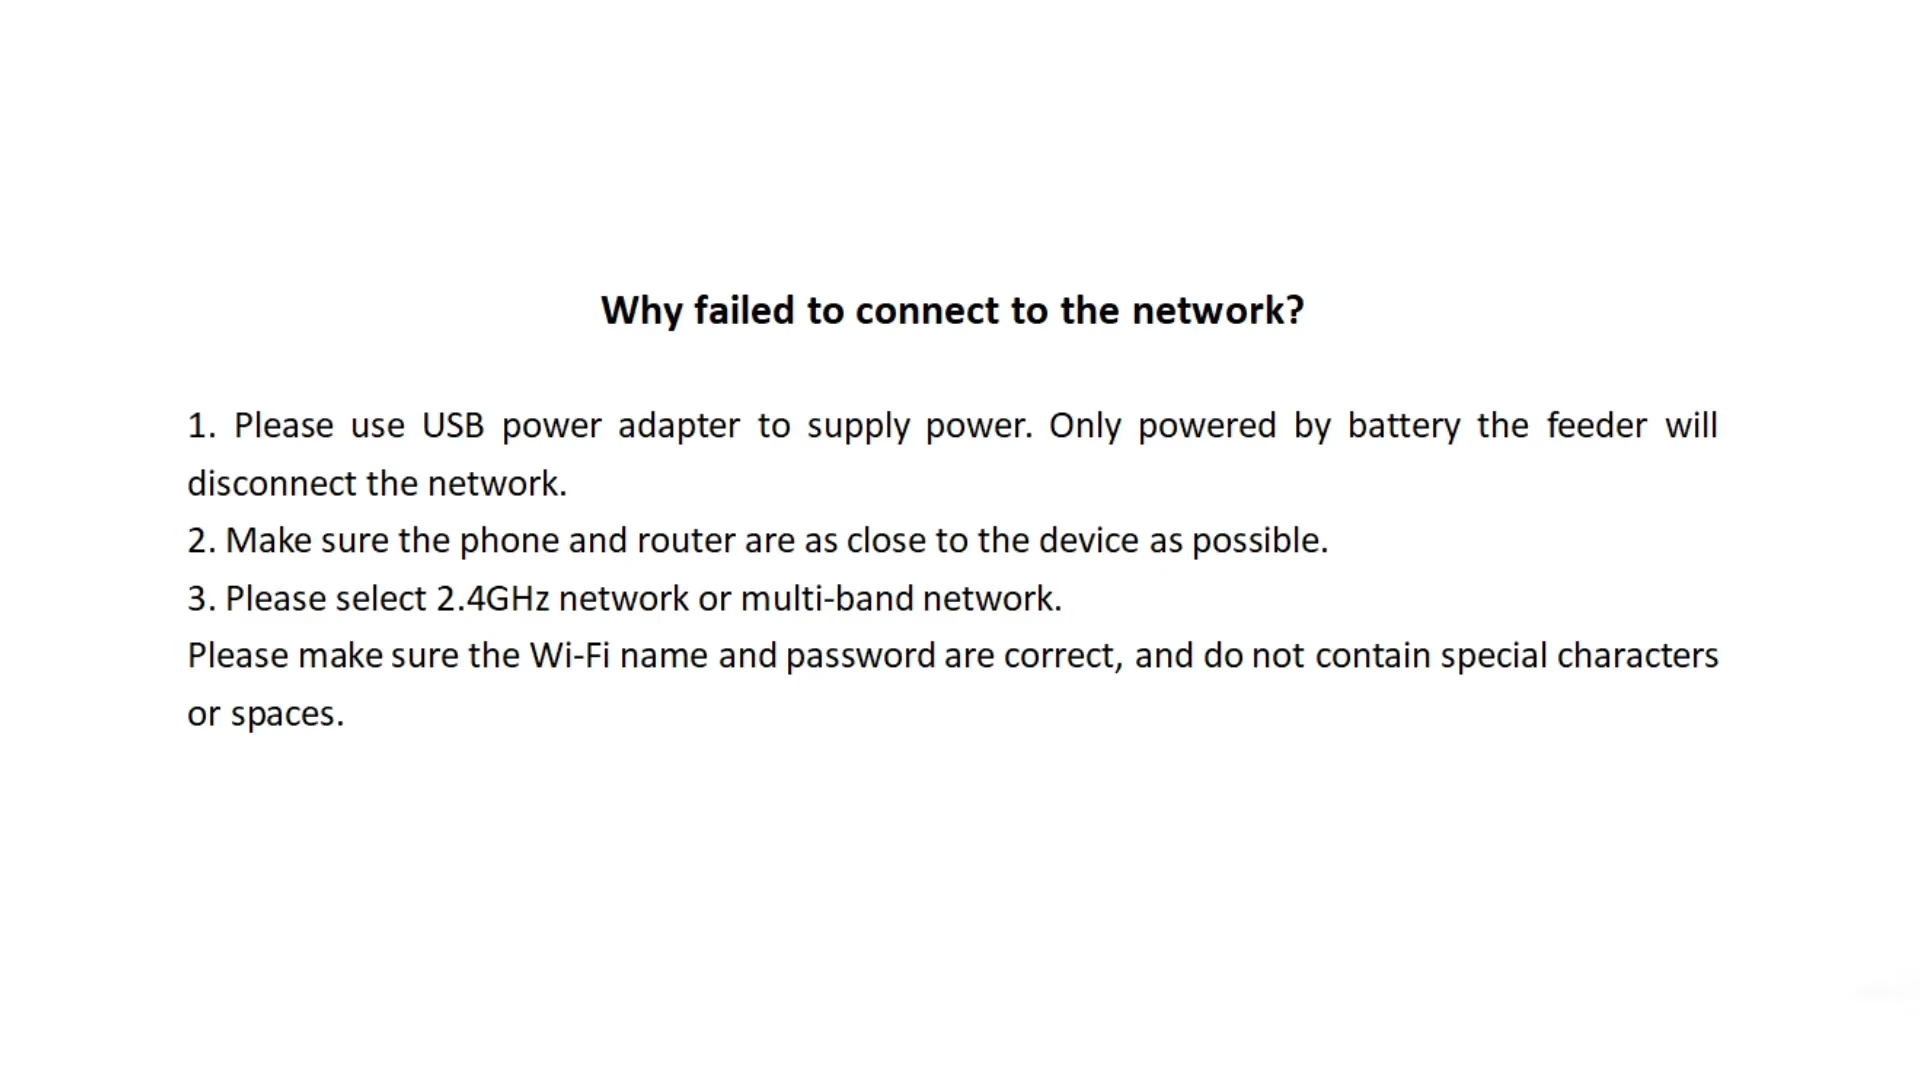 Why failed to connect to the network?
1. Please use USB power adapter to supply power. Only powered by battery the feeder will
disconnect the network.
2. Make sure the phone and router are as close to the device as possible.
3. Please select 2.4GHz network or multi-band network.
Please make sure the Wi-Fi name and password are correct, and do not contain special characters
or spaces.